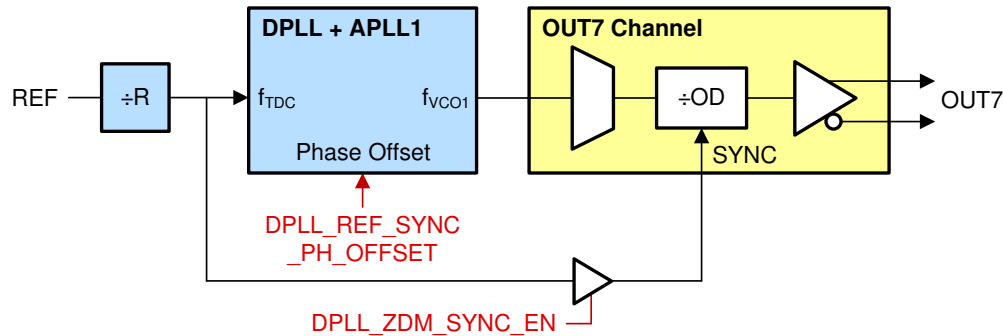 DPLL + APLL1
OUT7 Channel
REF
÷R
fTDC
fVCO1
÷OD
OUT7
Phase Offset
SYNC
DPLL_REF_SYNC
_PH_OFFSET
DPLL_ZDM_SYNC_EN